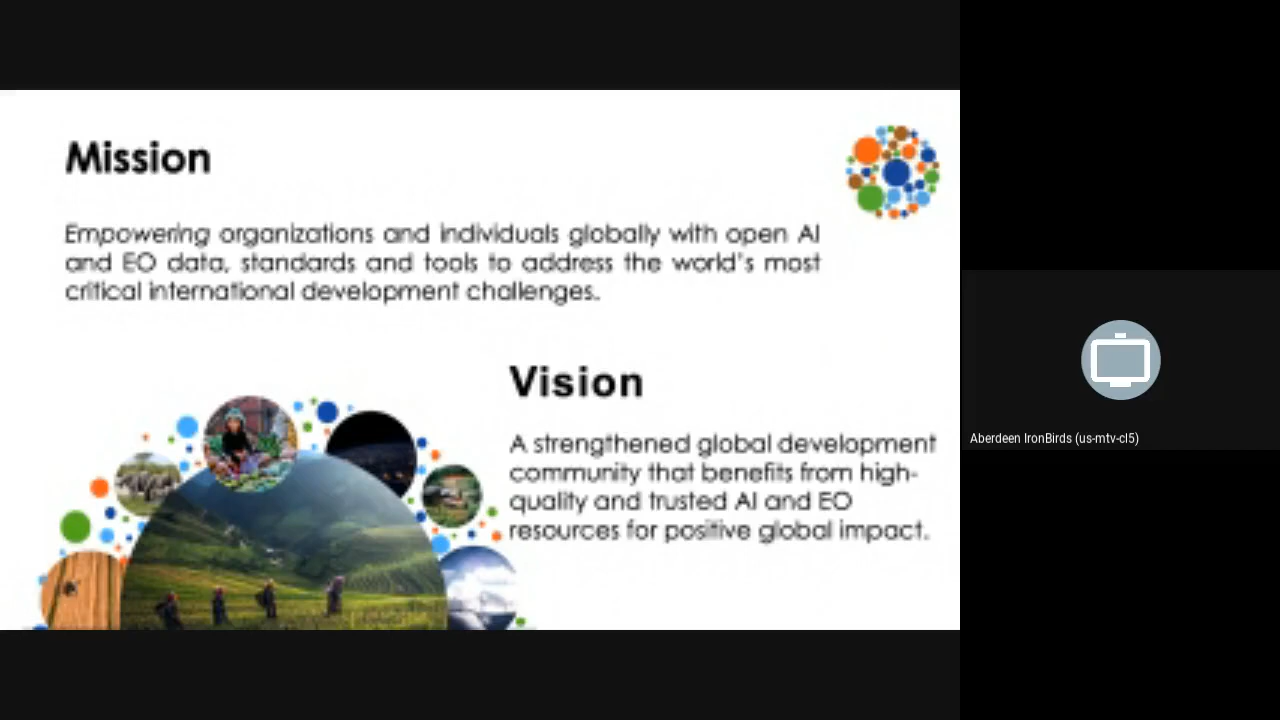 Mission
Empowering organizations and individuals globally with open AI
and EO data, standards and tools to address the world's most
critical international development challenges.
Vision
A strengthened global development
community that benefits from high-
quality and trusted AI and EO
resources for positive global impact.
Aberdeen IronBirds (us-mtv-cl5)